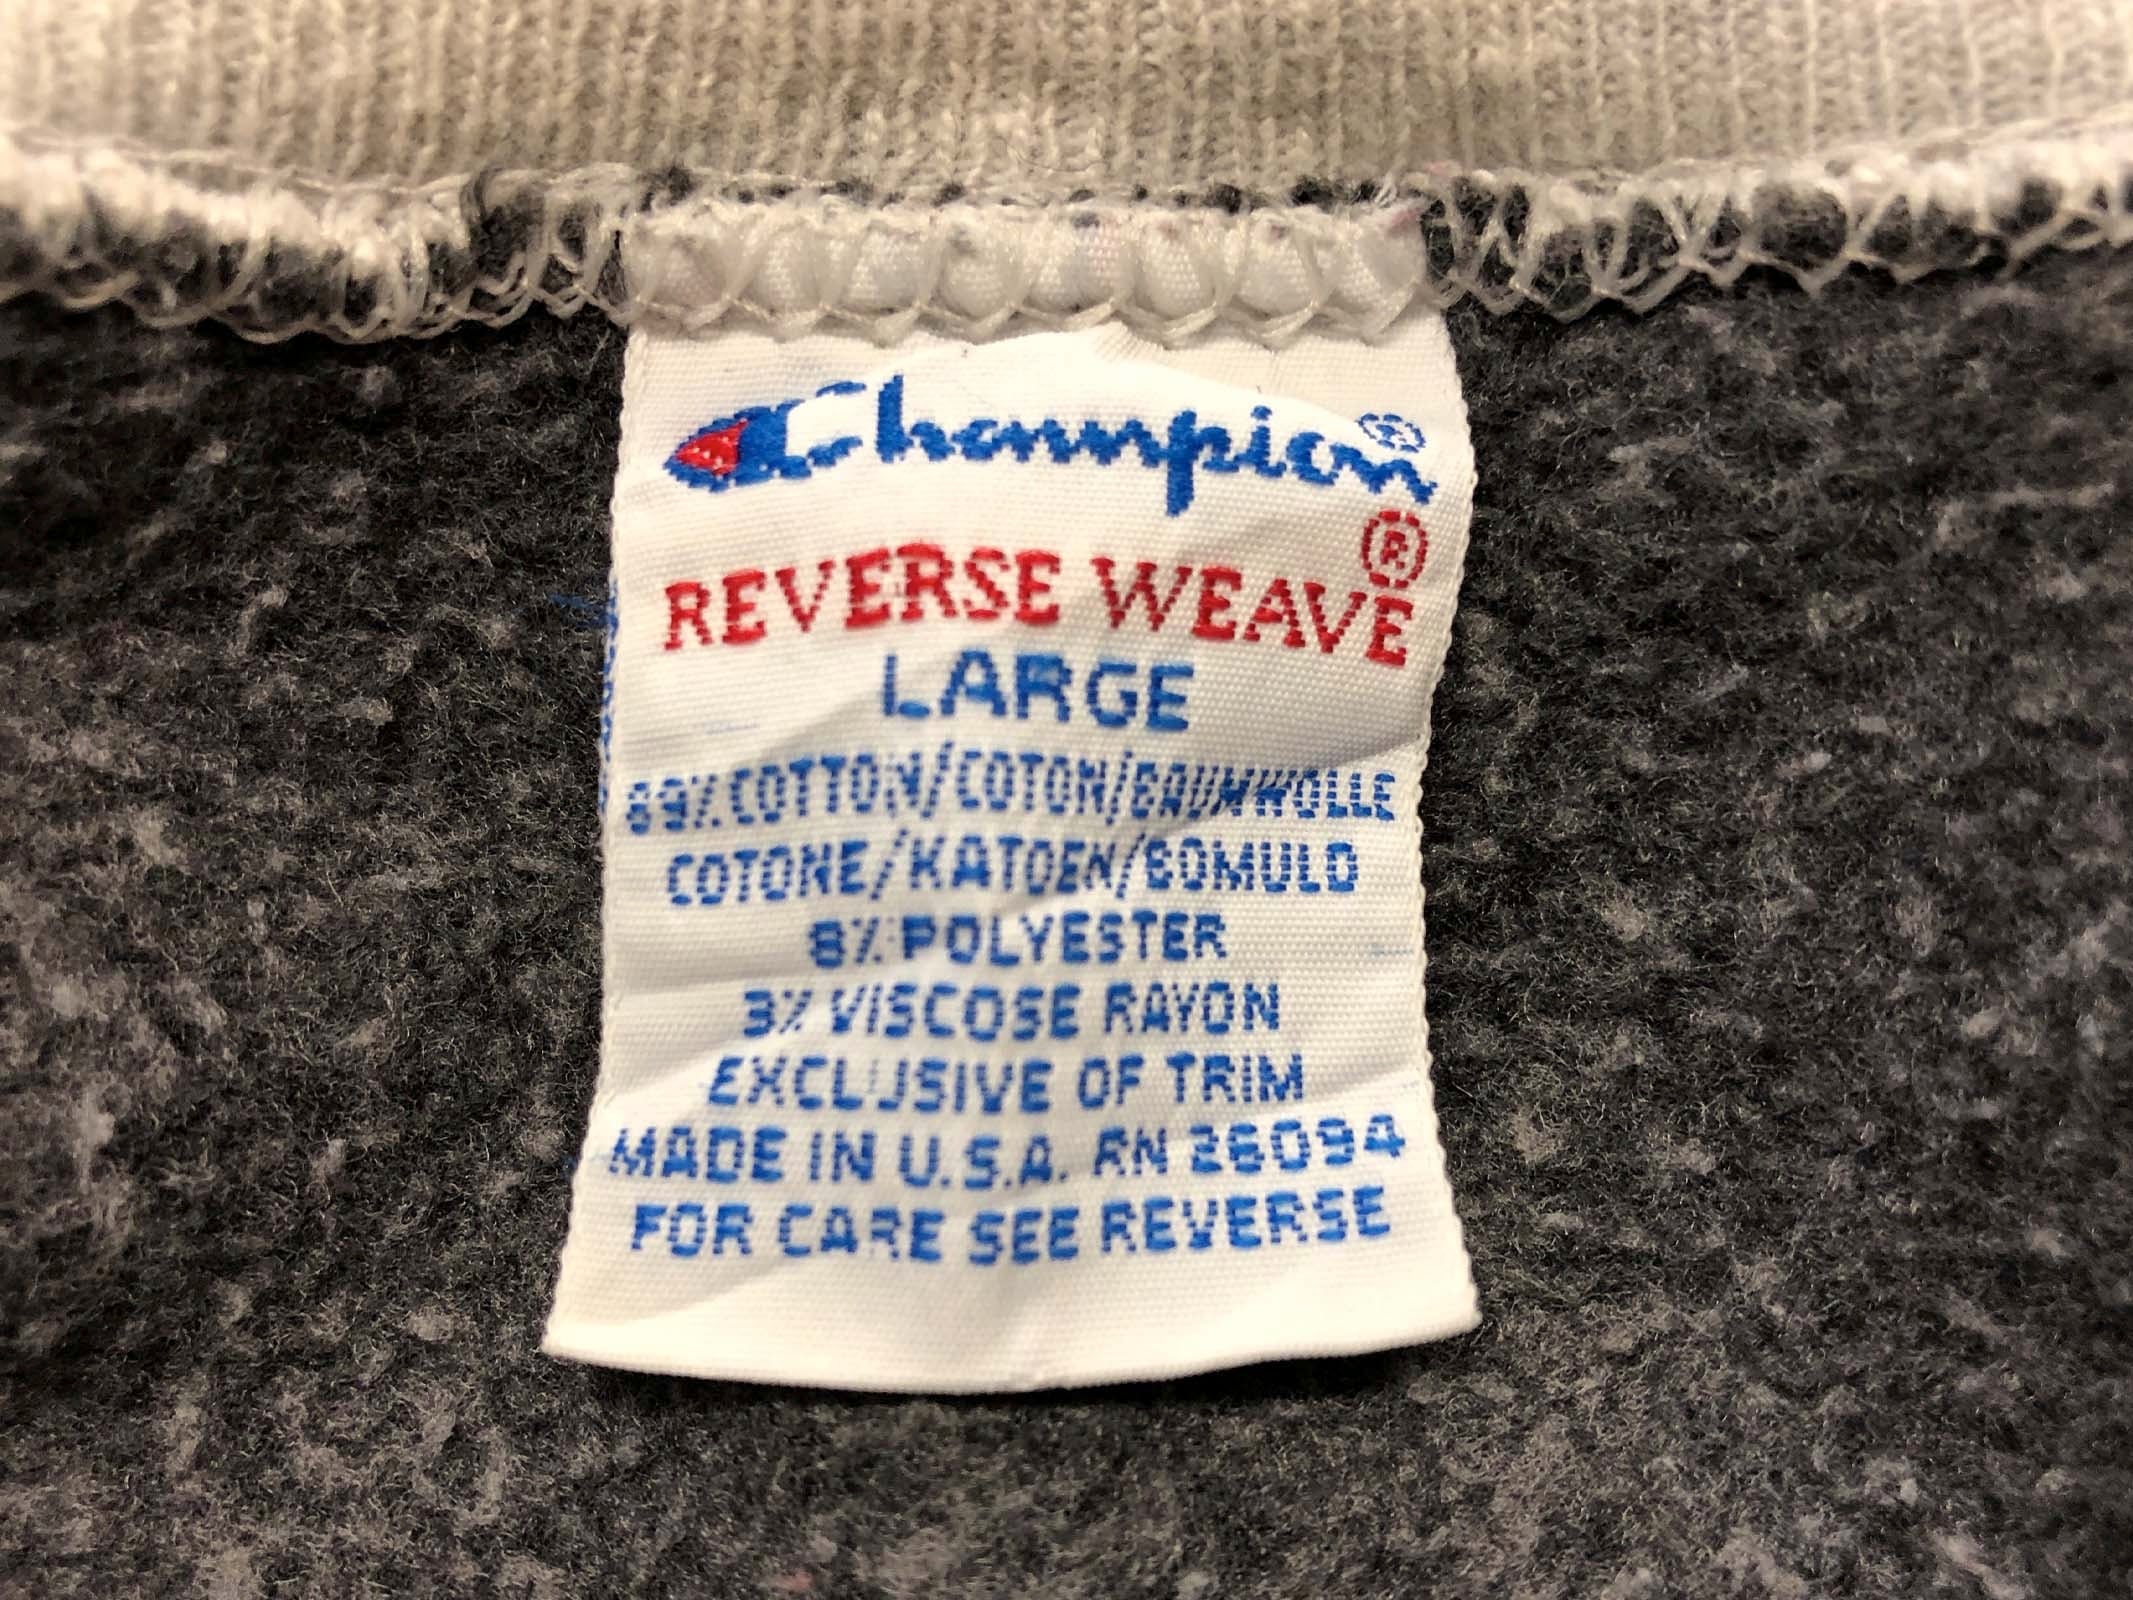 Champion®
REVERSE WEAVE®
LARGE
89% COTTON/COTON/BAUMWOLLE
COTONE/KATOEN/BOMULD
8% POLYESTER
3% VISCOSE RAYON
EXCLUSIVE OF TRIM
MADE IN U.S.A. RN 26094
FOR CARE SEE REVERSE